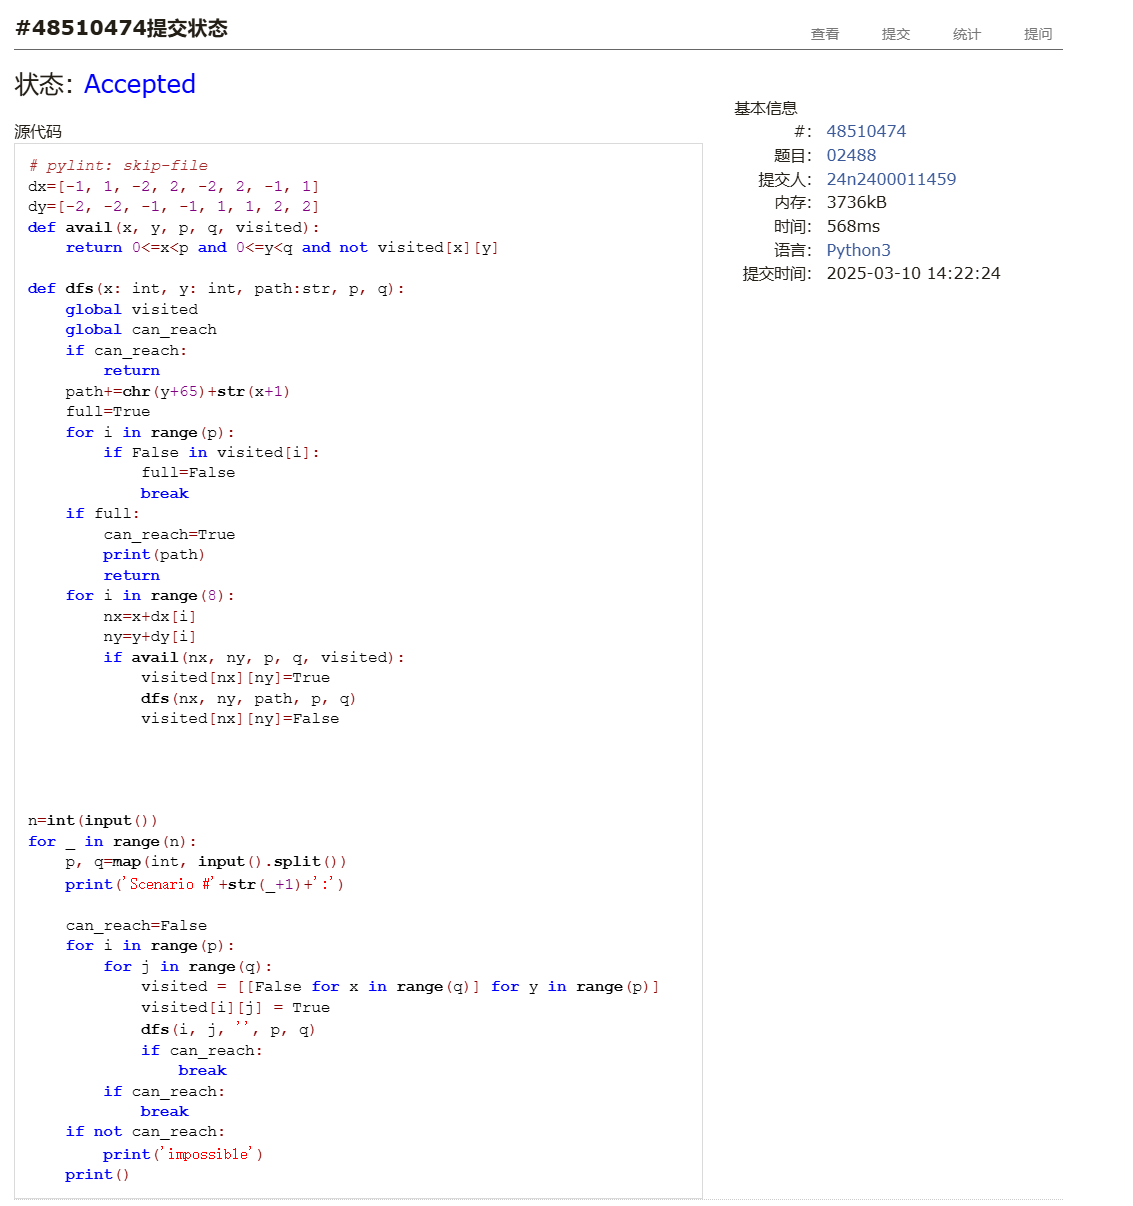 #48510474提交状态
查看 提交 统计 提问
状态: Accepted
源代码
# pylint: skip-file
dx=[-1, 1, -2, 2, -2, 2, -1, 1]
dy=[-2, -2, -1, -1, 1, 1, 2, 2]
def avail(x, y, p, q, visited):
    return 0<=x<p and 0<=y<q and not visited[x][y]
def dfs(x: int, y: int, path:str, p, q):
    global visited
    global can_reach
    if can_reach:
        return
    path+=chr(y+65)+str(x+1)
    full=True
    for i in range(p):
        if False in visited[i]:
            full=False
            break
    if full:
        can_reach=True
        print(path)
        return
    for i in range(8):
        nx=x+dx[i]
        ny=y+dy[i]
        if avail(nx, ny, p, q, visited):
            visited[nx][ny]=True
            dfs(nx, ny, path, p, q)
            visited[nx][ny]=False
n=int(input())
for _ in range(n):
    p, q=map(int, input().split())
    print('Scenario #'+str(_+1)+':')
    can_reach=False
    for i in range(p):
        for j in range(q):
            visited = [[False for x in range(q)] for y in range(p)]
            visited[i][j] = True
            dfs(i, j, '', p, q)
            if can_reach:
                break
        if can_reach:
            break
    if not can_reach:
        print('impossible')
    print()
基本信息
#: 48510474
题目: 02488
提交人: 24n2400011459
内存: 3736kB
时间: 568ms
语言: Python3
提交时间: 2025-03-10 14:22:24